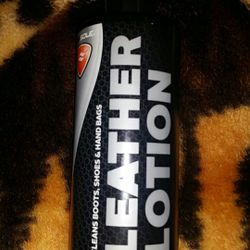 LEATHER
LOTION
CLEANS BOOTS, SHOES & HAND BAGS